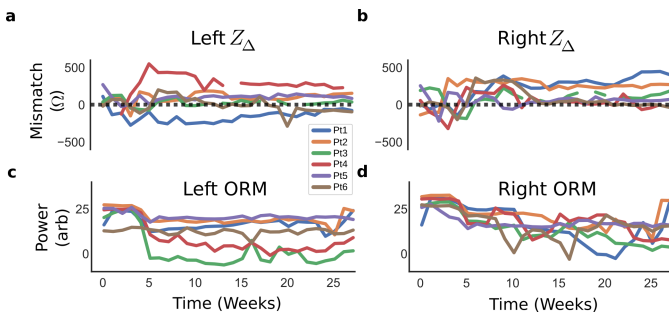 a
b
Left Z_Δ
Right Z_Δ
Mismatch
(Ω)
500
0
−500
500
0
−500
Pt1
Pt2
Pt3
Pt4
Pt5
Pt6
c
d
Left ORM
Right ORM
Power
(arb)
25
0
25
0
0 5 10 15 20 25
0 5 10 15 20 25
Time (Weeks)
Time (Weeks)